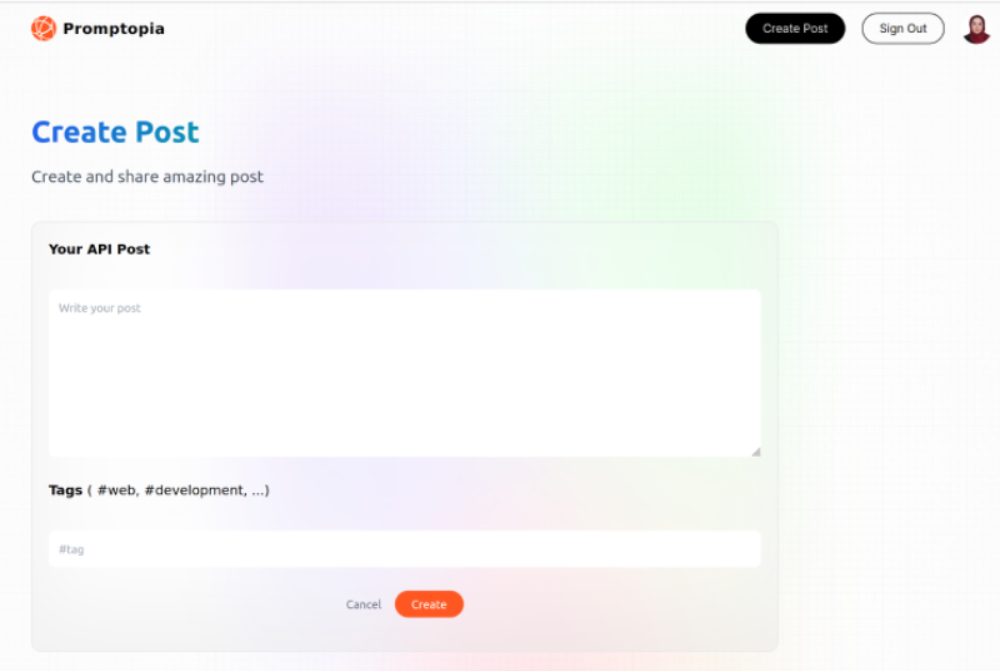 Promptopia
Create Post
Sign Out
Create Post
Create and share amazing post
Your API Post
Write your post
Tags ( #web, #development, ...)
#tag
Cancel
Create